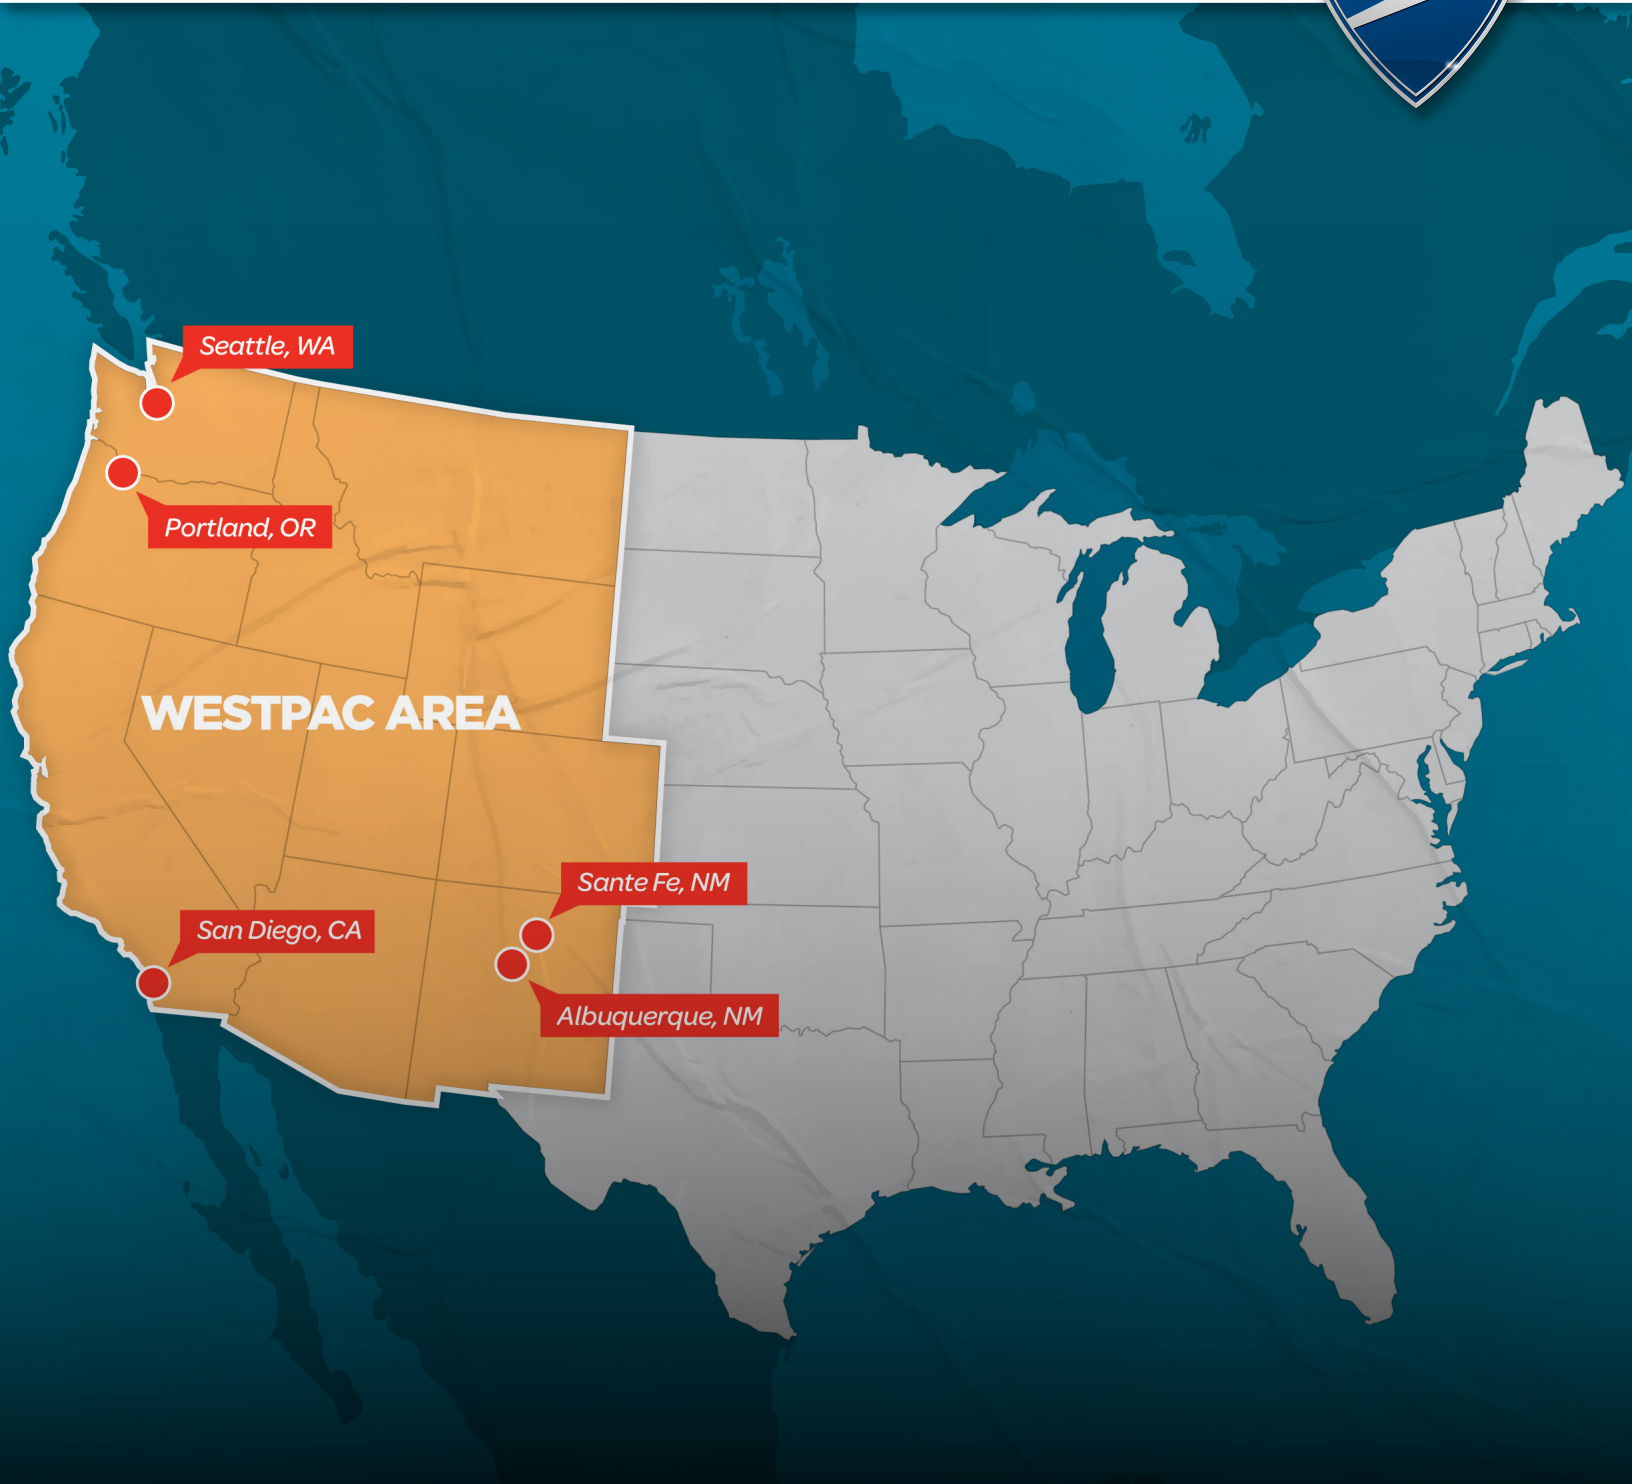 Seattle, WA
Portland, OR
WESTPAC AREA
Sante Fe, NM
San Diego, CA
Albuquerque, NM